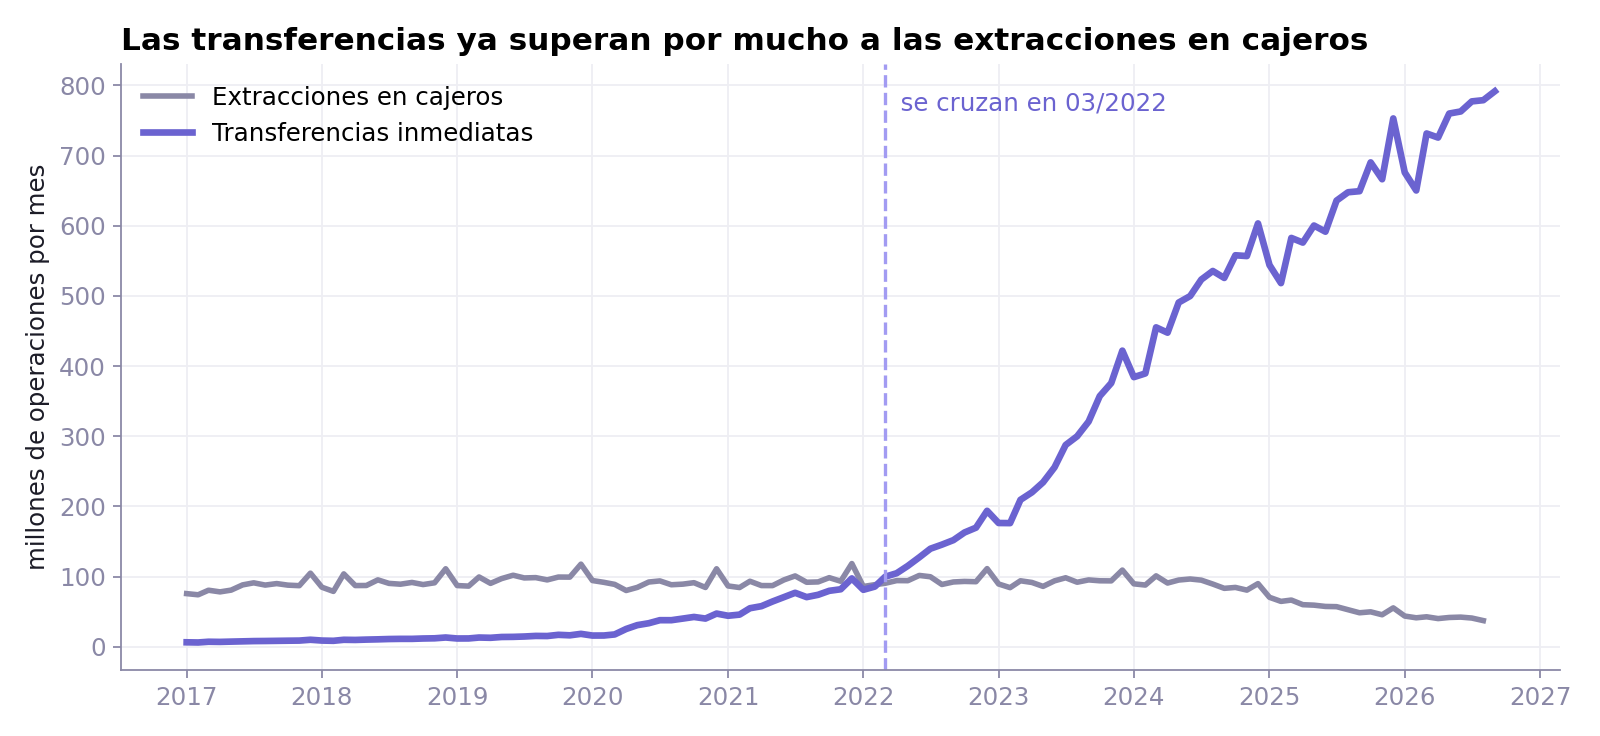 Las transferencias ya superan por mucho a las extracciones en cajeros
Extracciones en cajeros
Transferencias inmediatas
se cruzan en 03/2022
millones de operaciones por mes
800
700
600
500
400
300
200
100
0
2017 2018 2019 2020 2021 2022 2023 2024 2025 2026 2027